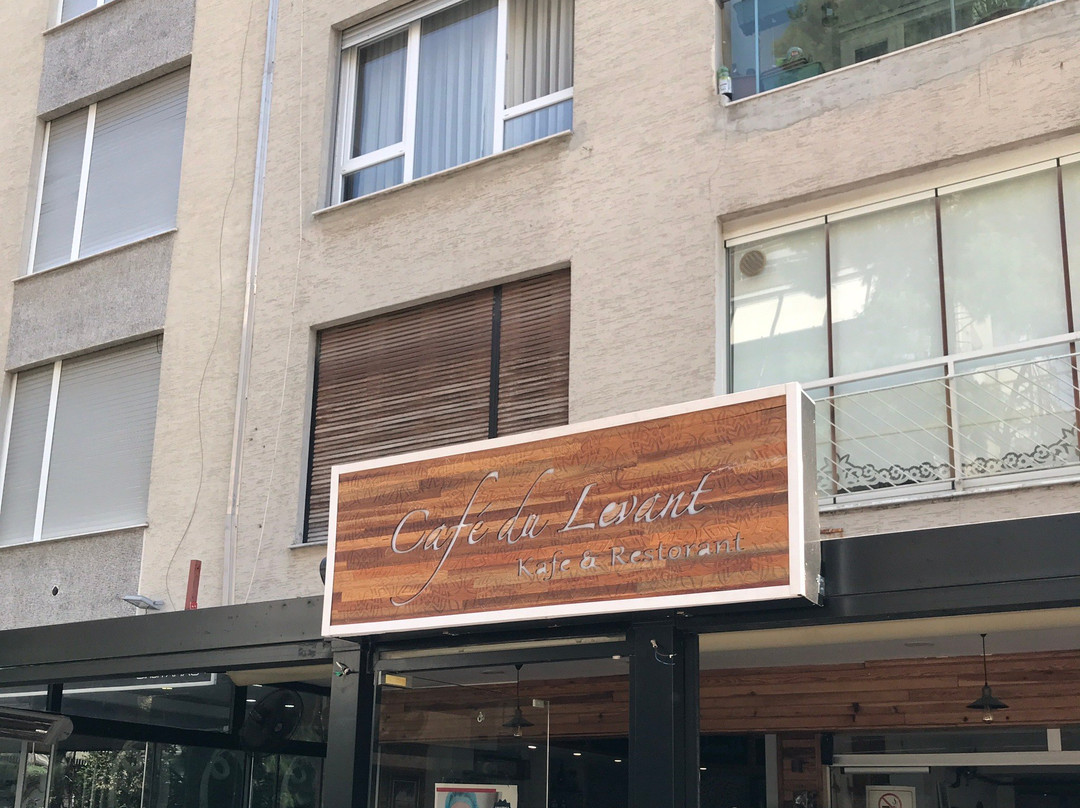 Café du Levant
Kafe & Restorant